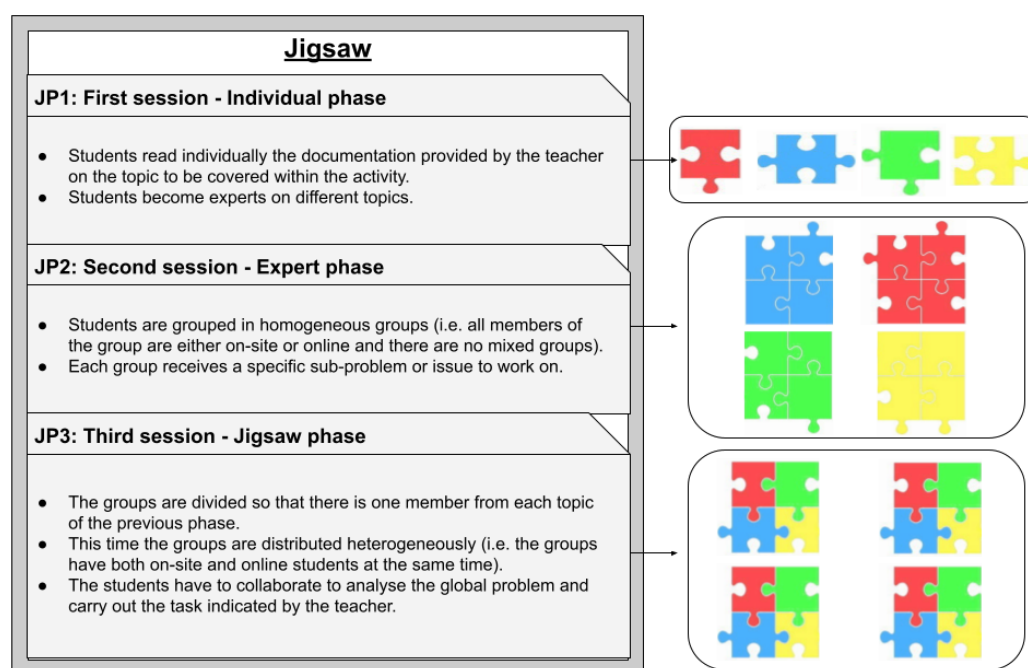 Jigsaw
JP1: First session - Individual phase
● Students read individually the documentation provided by the teacher
on the topic to be covered within the activity.
● Students become experts on different topics.
JP2: Second session - Expert phase
● Students are grouped in homogeneous groups (i.e. all members of
the group are either on-site or online and there are no mixed groups).
● Each group receives a specific sub-problem or issue to work on.
JP3: Third session - Jigsaw phase
● The groups are divided so that there is one member from each topic
of the previous phase.
● This time the groups are distributed heterogeneously (i.e. the groups
have both on-site and online students at the same time).
● The students have to collaborate to analyse the global problem and
carry out the task indicated by the teacher.